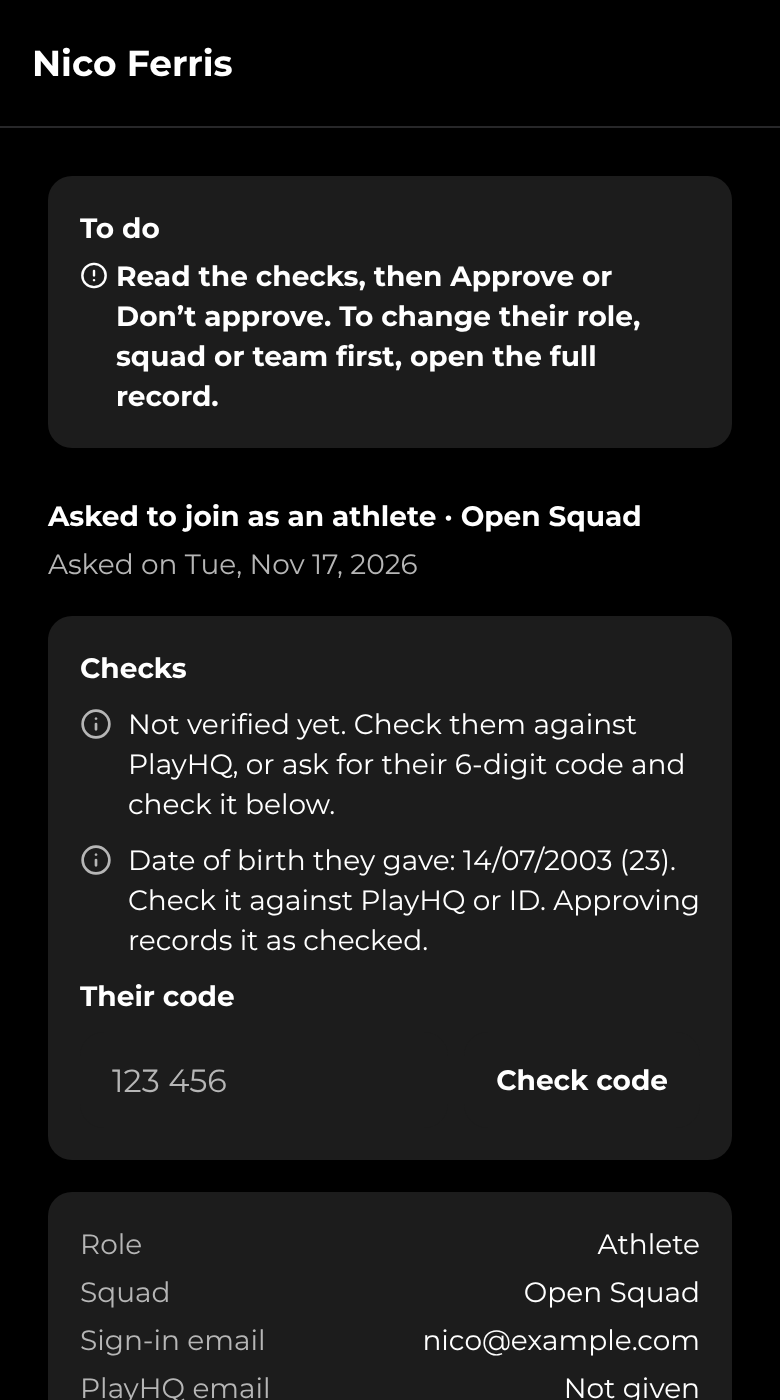 Nico Ferris
To do
Read the checks, then Approve or
Don’t approve. To change their role,
squad or team first, open the full
record.
Asked to join as an athlete · Open Squad
Asked on Tue, Nov 17, 2026
Checks
Not verified yet. Check them against
PlayHQ, or ask for their 6-digit code and
check it below.
Date of birth they gave: 14/07/2003 (23).
Check it against PlayHQ or ID. Approving
records it as checked.
Their code
123 456 Check code
Role Athlete
Squad Open Squad
Sign-in email nico@example.com
PlayHQ email Not given